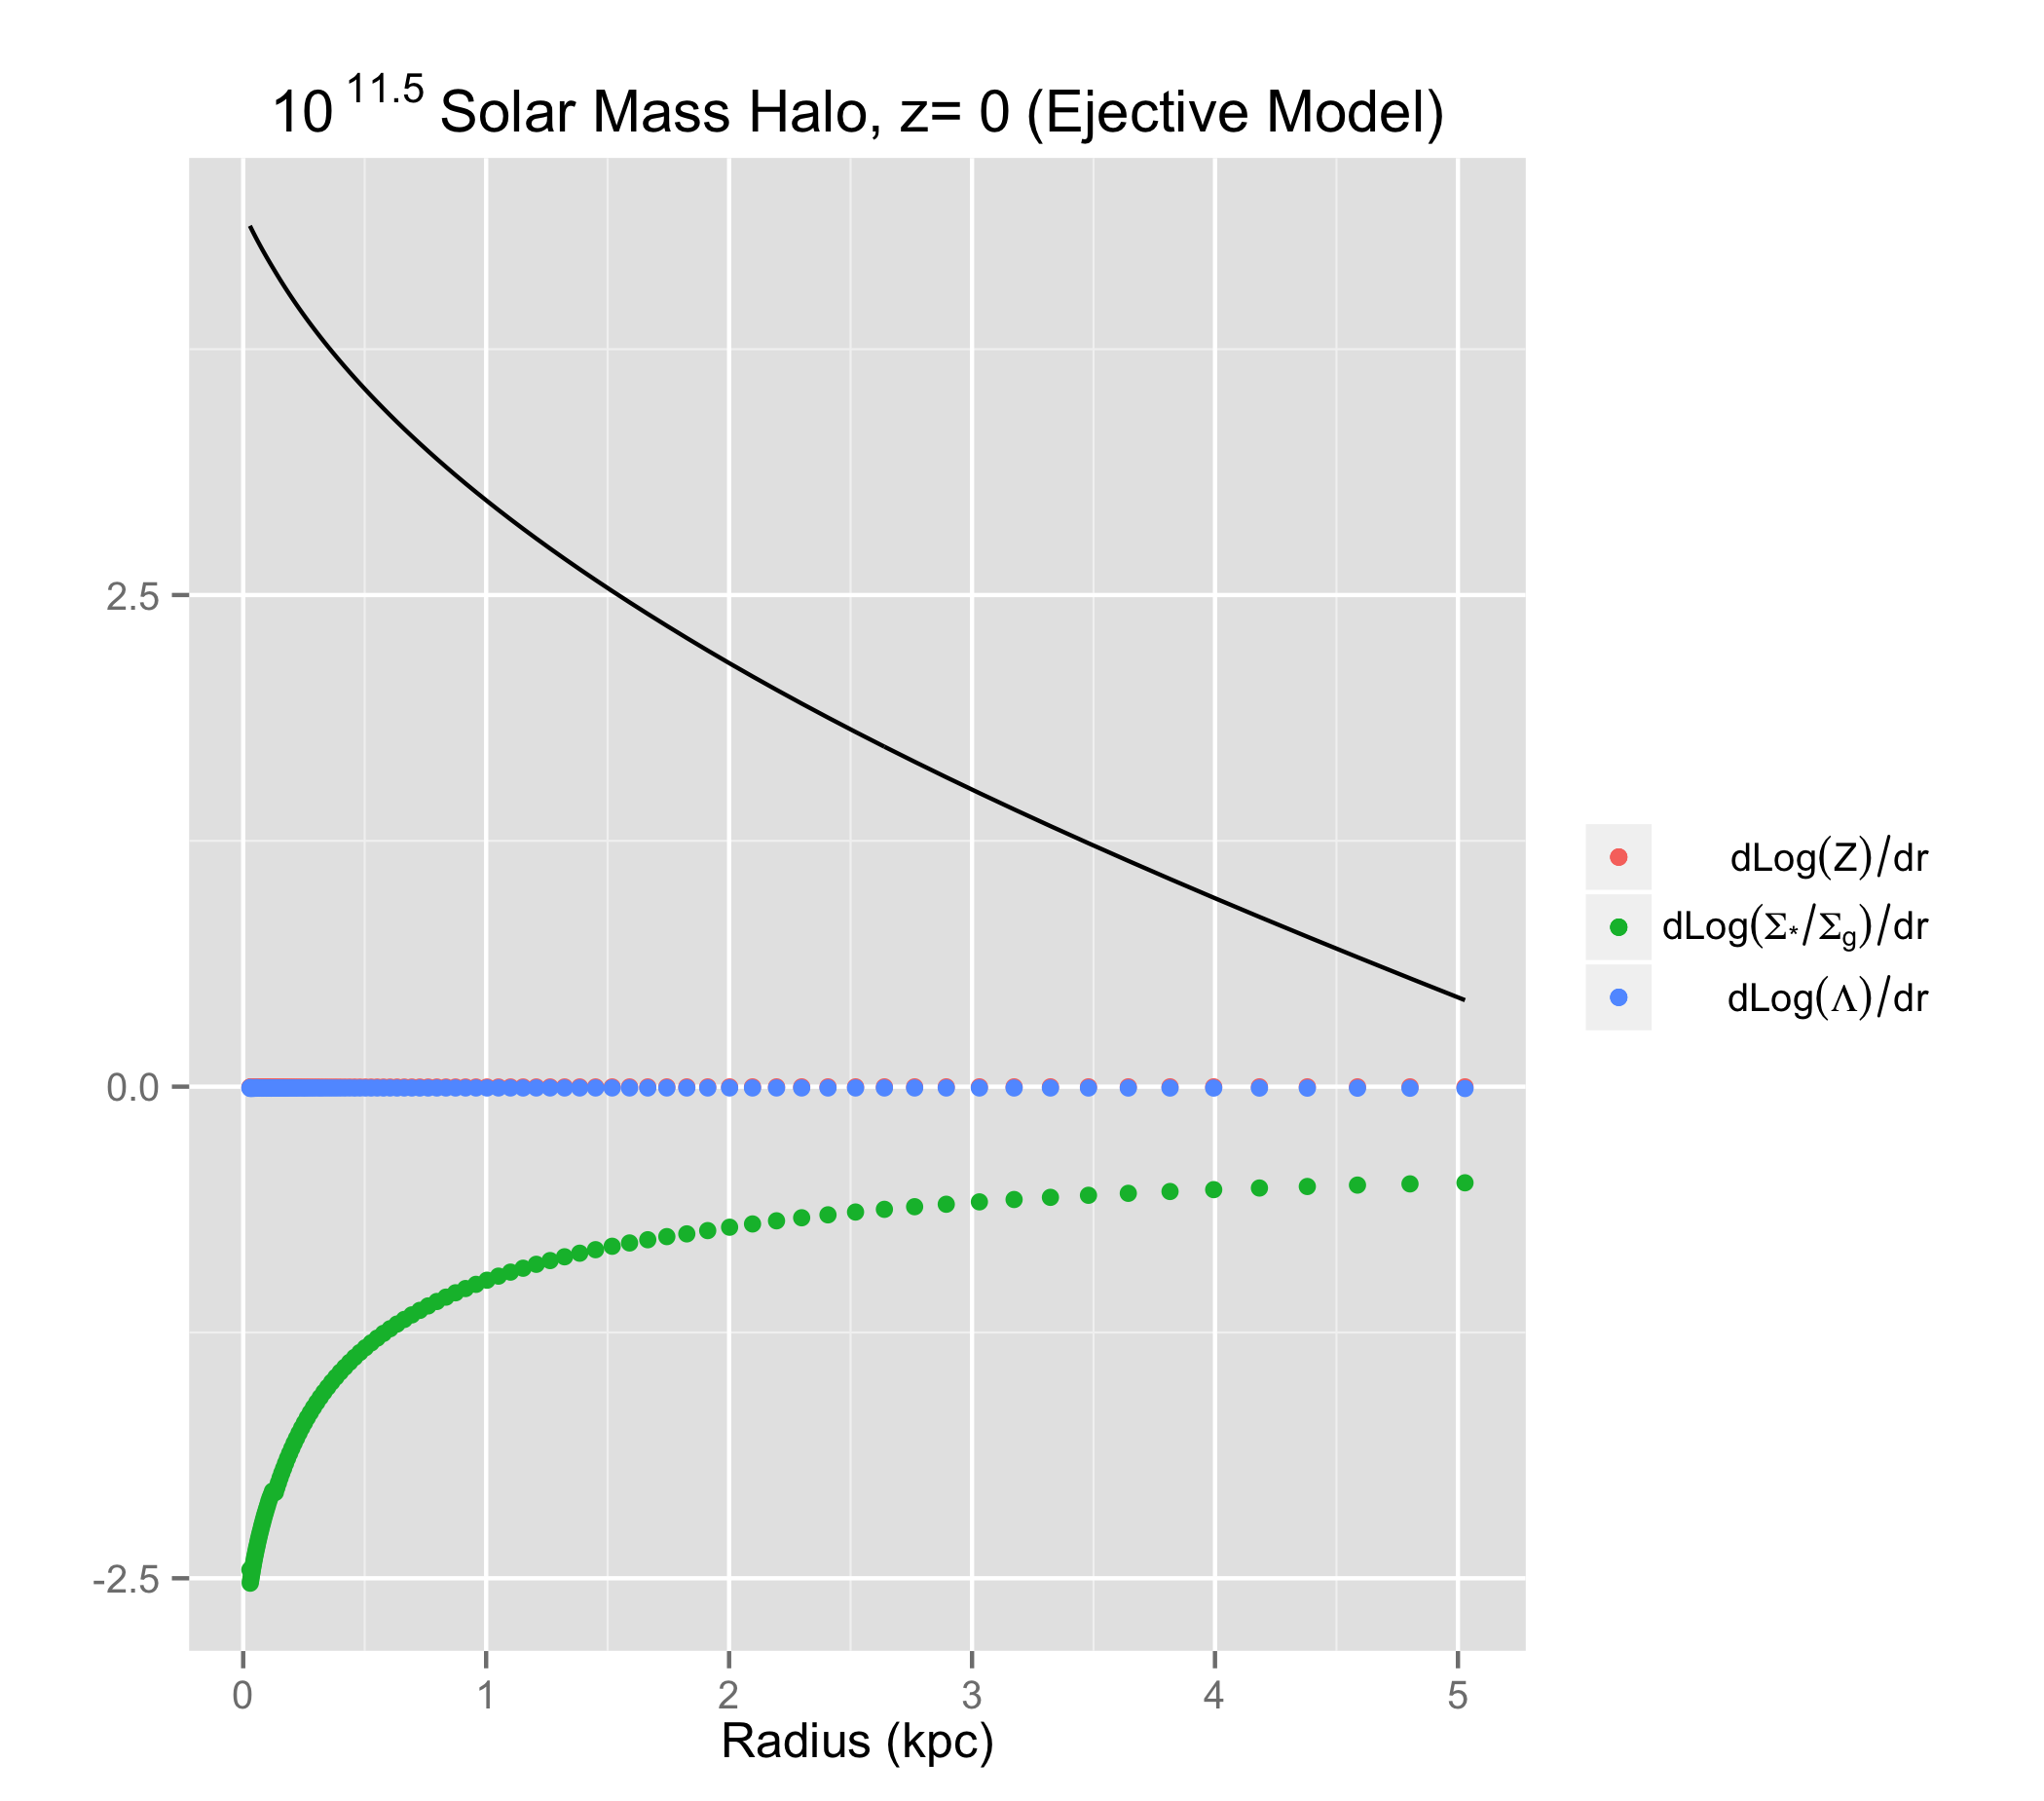 10^11.5 Solar Mass Halo, z= 0 (Ejective Model)
2.5
0.0
-2.5
0 1 2 3 4 5
Radius (kpc)
dLog(Z)/dr
dLog(Σ*/Σg)/dr
dLog(Λ)/dr